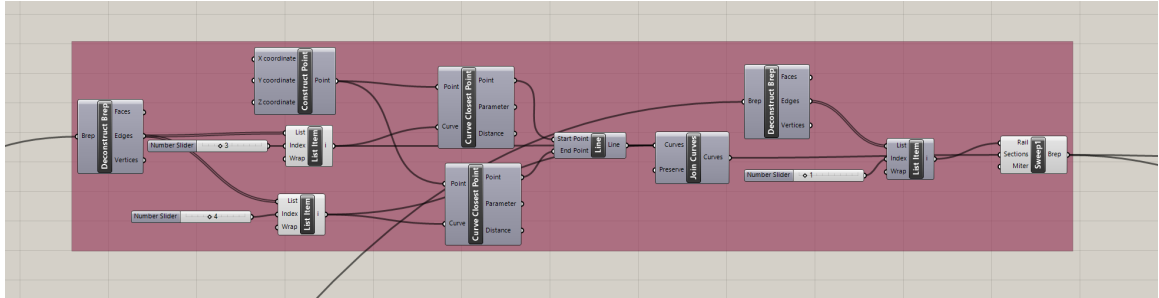 Brep
Deconstruct Brep
Faces
Edges
Vertices
Number Slider
3
List
Index
Wrap
List Item
i
Number Slider
4
List
Index
Wrap
List Item
i
X coordinate
Y coordinate
Z coordinate
Construct Point
Point
Point
Curve
Curve Closest Point
Point
Parameter
Distance
Point
Curve
Curve Closest Point
Point
Parameter
Distance
Start Point
End Point
Line
Line
Curves
Preserve
Join Curves
Curves
Brep
Deconstruct Brep
Faces
Edges
Vertices
Number Slider
1
List
Index
Wrap
List Item
i
Rail
Sections
Miter
Sweep1
Brep